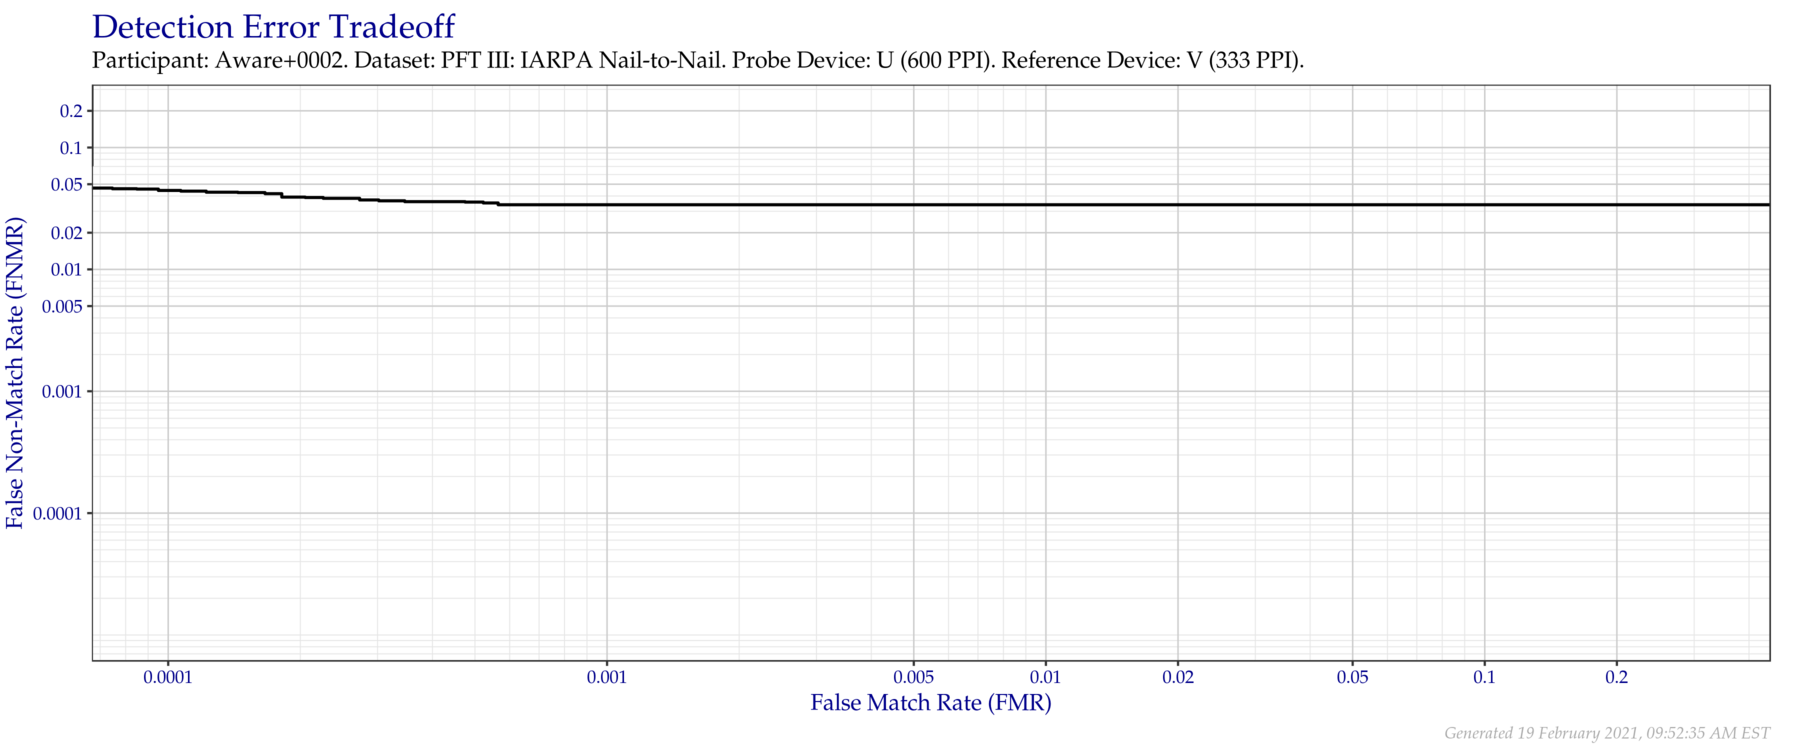 Detection Error Tradeoff
Participant: Aware+0002. Dataset: PFT III: IARPA Nail-to-Nail. Probe Device: U (600 PPI). Reference Device: V (333 PPI).
False Non-Match Rate (FNMR)
0.2
0.1
0.05
0.02
0.01
0.005
0.001
0.0001
0.0001 0.001 0.005 0.01 0.02 0.05 0.1 0.2
False Match Rate (FMR)
Generated 19 February 2021, 09:52:35 AM EST